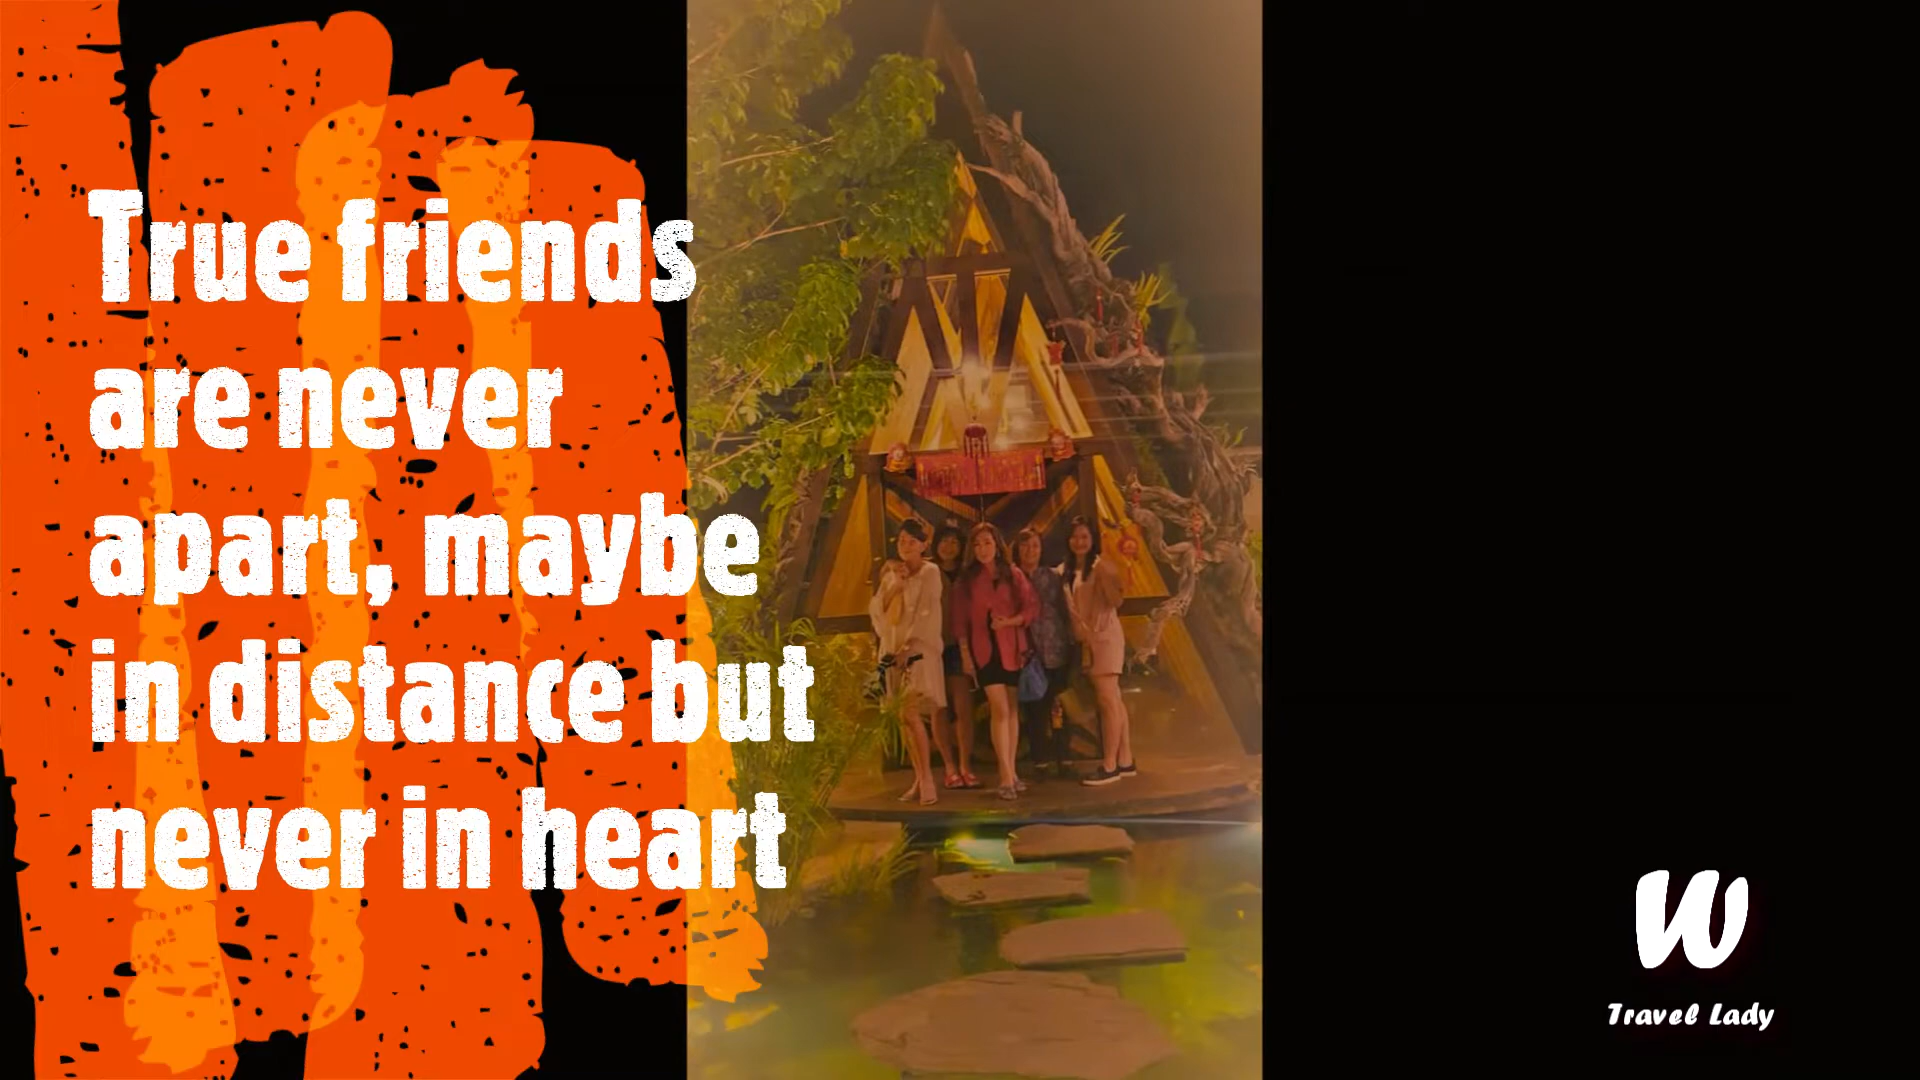 True friends
are never
apart, maybe
in distance but
never in heart
W
Travel Lady